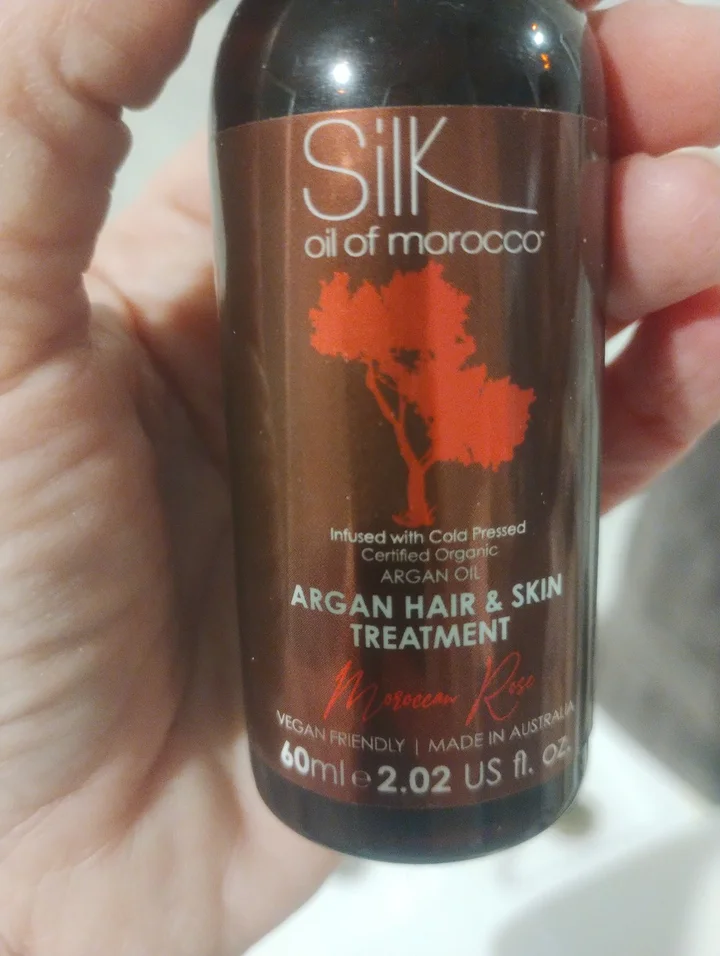 Silk
oil of morocco
Infused with Cold Pressed
Certified Organic
ARGAN OIL
ARGAN HAIR & SKIN
TREATMENT
Moroccan Rose
VEGAN FRIENDLY | MADE IN AUSTRALIA
60ml e 2.02 US fl. oz.